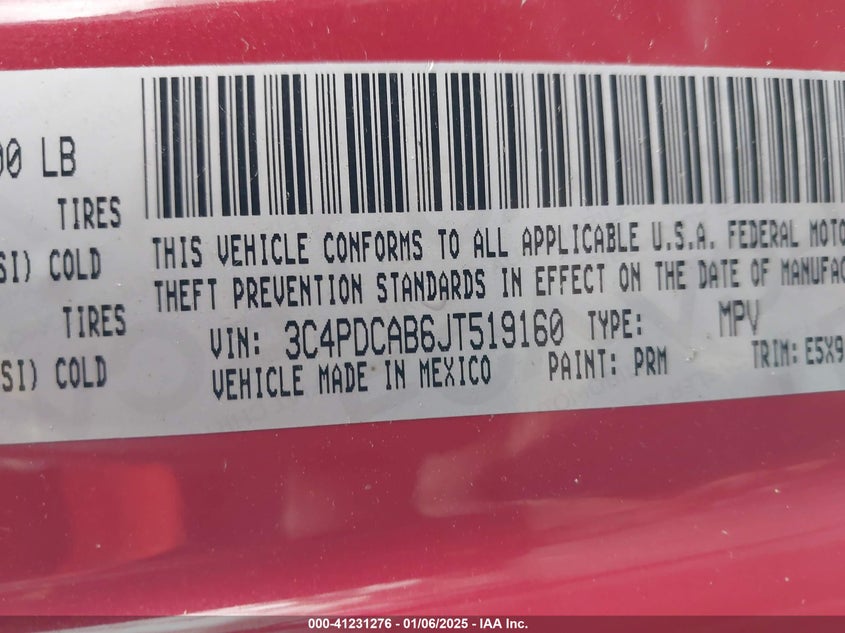 00 LB
TIRES
SI) COLD
TIRES
SI) COLD
THIS VEHICLE CONFORMS TO ALL APPLICABLE U.S.A. FEDERAL MOTO
THEFT PREVENTION STANDARDS IN EFFECT ON THE DATE OF MANUFAC
VIN: 3C4PDCAB6JT519160 TYPE: MPV
VEHICLE MADE IN MEXICO PAINT: PRM TRIM: E5X9
000-41231276 - 01/06/2025 - IAA Inc.